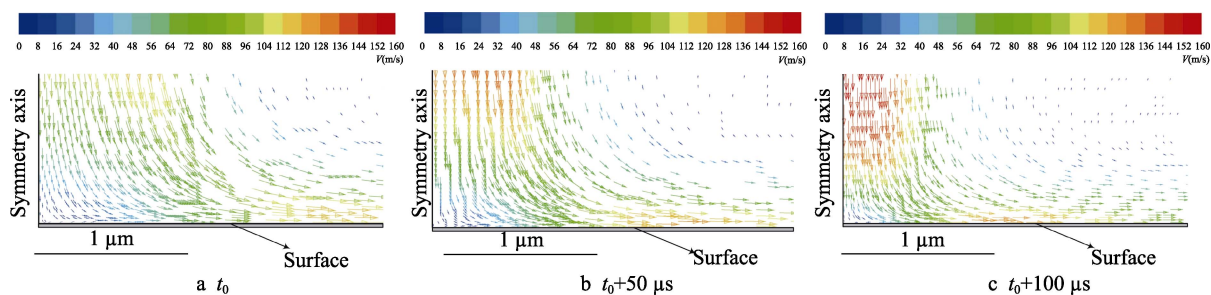 0 8 16 24 32 40 48 56 64 72 80 88 96 104 112 120 128 136 144 152 160
V(m/s)
Symmetry axis
1 µm
Surface
a t₀
0 8 16 24 32 40 48 56 64 72 80 88 96 104 112 120 128 136 144 152 160
V(m/s)
Symmetry axis
1 µm
Surface
b t₀+50 µs
0 8 16 24 32 40 48 56 64 72 80 88 96 104 112 120 128 136 144 152 160
V(m/s)
Symmetry axis
1 µm
Surface
c t₀+100 µs